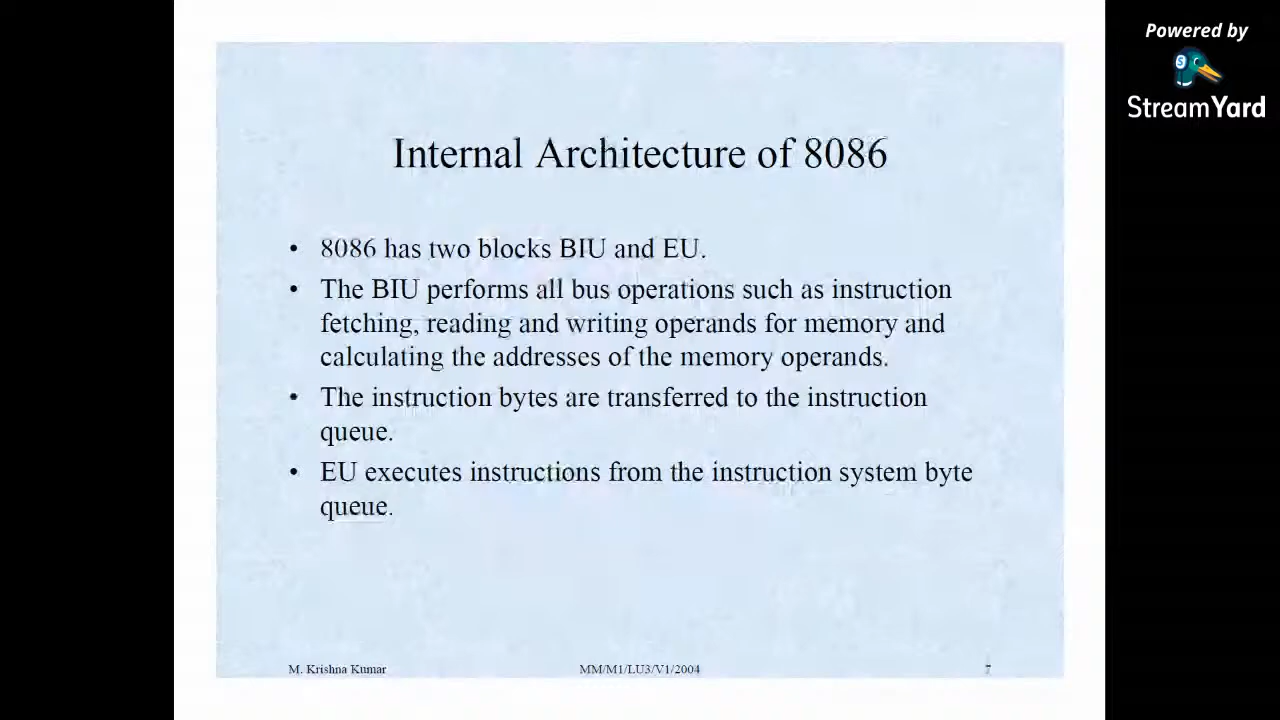 Powered by
StreamYard
Internal Architecture of 8086
• 8086 has two blocks BIU and EU.
• The BIU performs all bus operations such as instruction
fetching, reading and writing operands for memory and
calculating the addresses of the memory operands.
• The instruction bytes are transferred to the instruction
queue.
• EU executes instructions from the instruction system byte
queue.
M. Krishna Kumar MM/M1/LU3/V1/2004 7